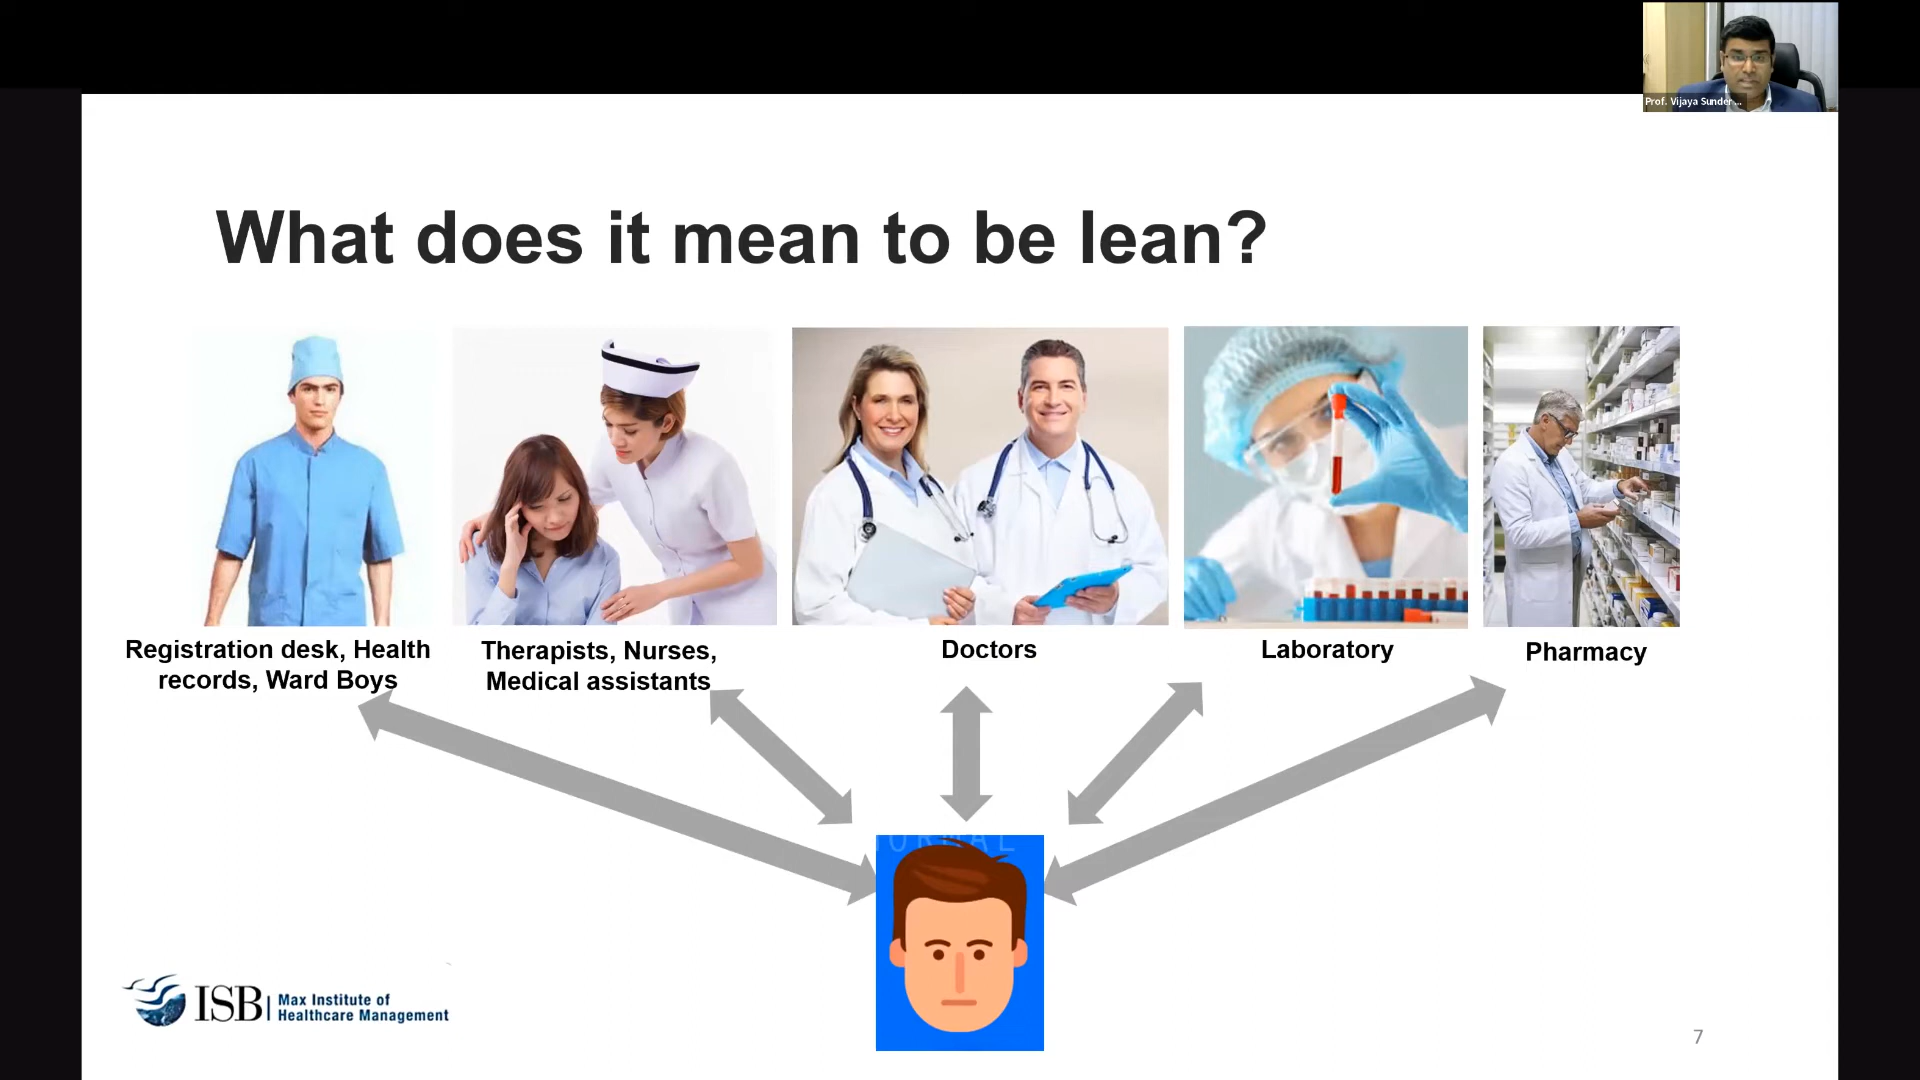 Prof. Vijaya Sunder ...
What does it mean to be lean?
Registration desk, Health
records, Ward Boys
Therapists, Nurses,
Medical assistants
Doctors
Laboratory
Pharmacy
ISB
Max Institute of
Healthcare Management
7